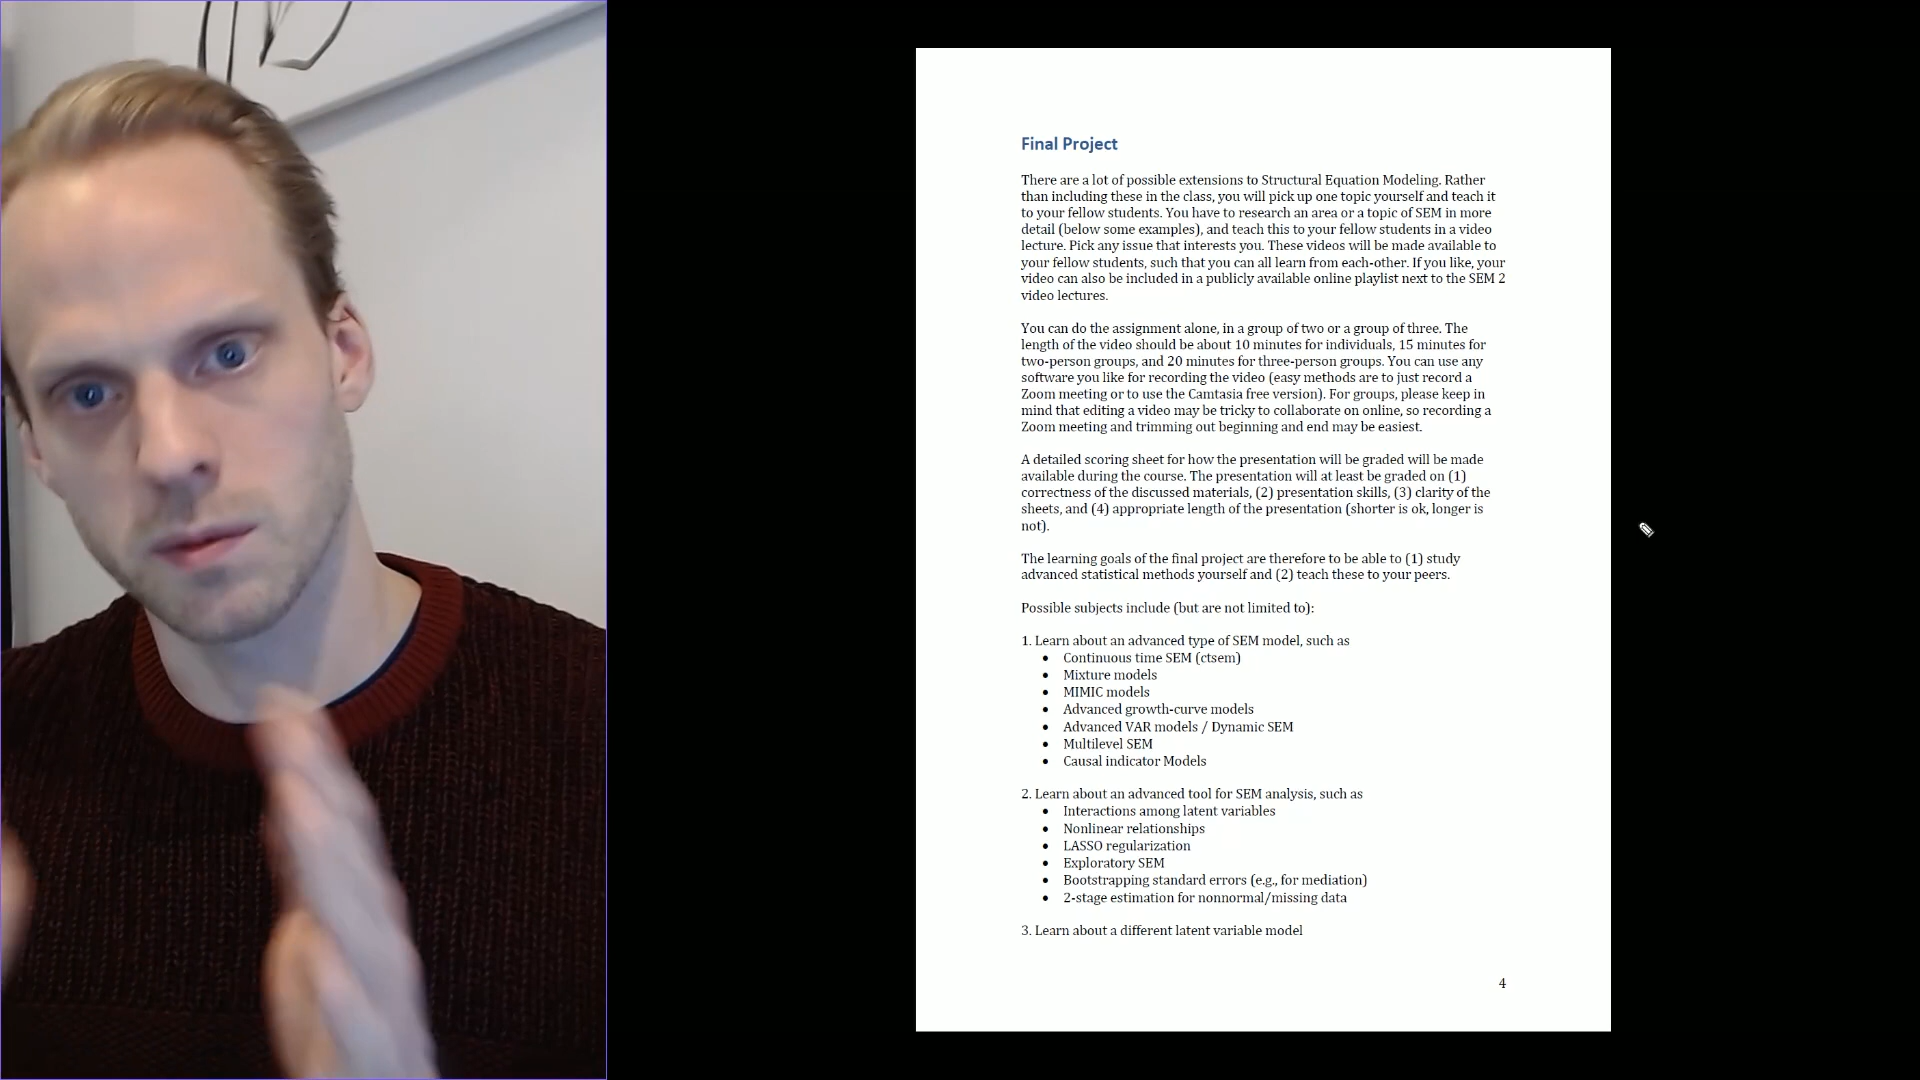 Final Project
There are a lot of possible extensions to Structural Equation Modeling. Rather
than including these in the class, you will pick up one topic yourself and teach it
to your fellow students. You have to research an area or a topic of SEM in more
detail (below some examples), and teach this to your fellow students in a video
lecture. Pick any issue that interests you. These videos will be made available to
your fellow students, such that you can all learn from each-other. If you like, your
video can also be included in a publicly available online playlist next to the SEM 2
video lectures.
You can do the assignment alone, in a group of two or a group of three. The
length of the video should be about 10 minutes for individuals, 15 minutes for
two-person groups, and 20 minutes for three-person groups. You can use any
software you like for recording the video (easy methods are to just record a
Zoom meeting or to use the Camtasia free version). For groups, please keep in
mind that editing a video may be tricky to collaborate on online, so recording a
Zoom meeting and trimming out beginning and end may be easiest.
A detailed scoring sheet for how the presentation will be graded will be made
available during the course. The presentation will at least be graded on (1)
correctness of the discussed materials, (2) presentation skills, (3) clarity of the
sheets, and (4) appropriate length of the presentation (shorter is ok, longer is
not).
The learning goals of the final project are therefore to be able to (1) study
advanced statistical methods yourself and (2) teach these to your peers.
Possible subjects include (but are not limited to):
1. Learn about an advanced type of SEM model, such as
• Continuous time SEM (ctsem)
• Mixture models
• MIMIC models
• Advanced growth-curve models
• Advanced VAR models / Dynamic SEM
• Multilevel SEM
• Causal indicator Models
2. Learn about an advanced tool for SEM analysis, such as
• Interactions among latent variables
• Nonlinear relationships
• LASSO regularization
• Exploratory SEM
• Bootstrapping standard errors (e.g., for mediation)
• 2-stage estimation for nonnormal/missing data
3. Learn about a different latent variable model
4